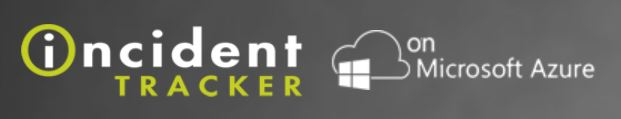 incident
TRACKER
on
Microsoft Azure